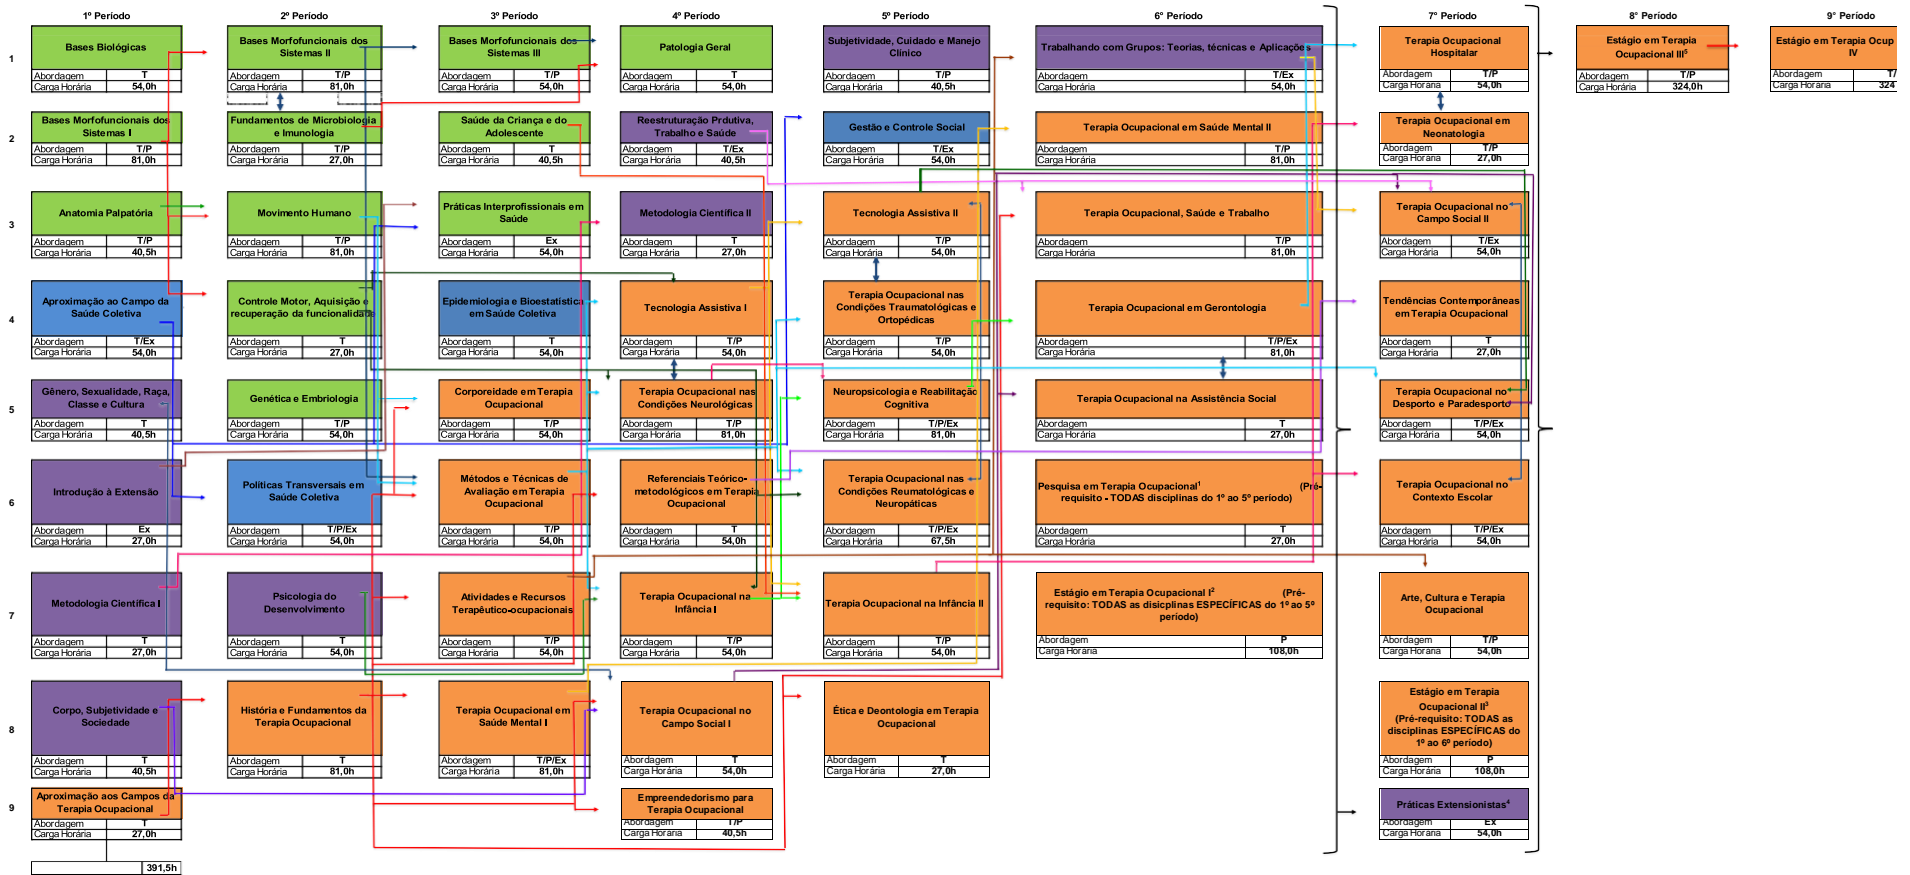 1º Período
2º Período
3º Período
4º Período
5º Período
6º Período
7º Período
8º Período
9º Período
1
Bases Biológicas
Abordagem T
Carga Horária 54,0h
Bases Morfofuncionais dos
Sistemas II
Abordagem T/P
Carga Horária 81,0h
Bases Morfofuncionais dos
Sistemas III
Abordagem T/P
Carga Horária 54,0h
Patologia Geral
Abordagem T
Carga Horária 54,0h
Subjetividade, Cuidado e Manejo
Clínico
Abordagem T/P
Carga Horária 40,5h
Trabalhando com Grupos: Teorias, técnicas e Aplicações
Abordagem T/Ex
Carga Horária 54,0h
Terapia Ocupacional
Hospitalar
Abordagem T/P
Carga Horária 54,0h
Estágio em Terapia
Ocupacional III⁵
Abordagem T/P
Carga Horária 324,0h
Estágio em Terapia Ocup
IV
Abordagem T/
Carga Horária 324
2
Bases Morfofuncionais dos
Sistemas I
Abordagem T/P
Carga Horária 81,0h
Fundamentos de Microbiologia
e Imunologia
Abordagem T/P
Carga Horária 27,0h
Saúde da Criança e do
Adolescente
Abordagem T
Carga Horária 40,5h
Reestruturação Prdutiva,
Trabalho e Saúde
Abordagem T/Ex
Carga Horária 40,5h
Gestão e Controle Social
Abordagem T/Ex
Carga Horária 54,0h
Terapia Ocupacional em Saúde Mental II
Abordagem T/P
Carga Horária 81,0h
Terapia Ocupacional em
Neonatologia
Abordagem T/P
Carga Horária 27,0h
3
Anatomia Palpatória
Abordagem T/P
Carga Horária 40,5h
Movimento Humano
Abordagem T/P
Carga Horária 81,0h
Práticas Interprofissionais em
Saúde
Abordagem Ex
Carga Horária 54,0h
Metodologia Científica II
Abordagem T
Carga Horária 27,0h
Tecnologia Assistiva II
Abordagem T/P
Carga Horária 54,0h
Terapia Ocupacional, Saúde e Trabalho
Abordagem T/P
Carga Horária 81,0h
Terapia Ocupacional no
Campo Social II
Abordagem T/Ex
Carga Horária 54,0h
4
Aproximação ao Campo da
Saúde Coletiva
Abordagem T/Ex
Carga Horária 54,0h
Controle Motor, Aquisição e
recuperação da funcionalidade
Abordagem T
Carga Horária 27,0h
Epidemiologia e Bioestatística
em Saúde Coletiva
Abordagem T
Carga Horária 54,0h
Tecnologia Assistiva I
Abordagem T/P
Carga Horária 54,0h
Terapia Ocupacional nas
Condições Traumatológicas e
Ortopédicas
Abordagem T/P
Carga Horária 54,0h
Terapia Ocupacional em Gerontologia
Abordagem T/P/Ex
Carga Horária 81,0h
Tendências Contemporâneas
em Terapia Ocupacional
Abordagem T
Carga Horária 27,0h
5
Gênero, Sexualidade, Raça,
Classe e Cultura
Abordagem T
Carga Horária 40,5h
Genética e Embriologia
Abordagem T/P
Carga Horária 54,0h
Corporeidade em Terapia
Ocupacional
Abordagem T/P
Carga Horária 54,0h
Terapia Ocupacional nas
Condições Neurológicas
Abordagem T/P
Carga Horária 81,0h
Neuropsicologia e Reabilitação
Cognitiva
Abordagem T/P/Ex
Carga Horária 81,0h
Terapia Ocupacional na Assistência Social
Abordagem T
Carga Horária 27,0h
Terapia Ocupacional no
Desporto e Paradesporto
Abordagem T/P/Ex
Carga Horária 54,0h
6
Introdução à Extensão
Abordagem Ex
Carga Horária 27,0h
Políticas Transversais em
Saúde Coletiva
Abordagem T/P/Ex
Carga Horária 54,0h
Métodos e Técnicas de
Avaliação em Terapia
Ocupacional
Abordagem T/P
Carga Horária 54,0h
Referenciais Teórico-
metodológicos em Terapia
Ocupacional
Abordagem T
Carga Horária 54,0h
Terapia Ocupacional nas
Condições Reumatológicas e
Neuropáticas
Abordagem T/P/Ex
Carga Horária 67,5h
Pesquisa em Terapia Ocupacional¹ (Pré-
requisito - TODAS disciplinas do 1º ao 5º período)
Abordagem T
Carga Horária 27,0h
Terapia Ocupacional no
Contexto Escolar
Abordagem T/P/Ex
Carga Horária 54,0h
7
Metodologia Científica I
Abordagem T
Carga Horária 27,0h
Psicologia do
Desenvolvimento
Abordagem T
Carga Horária 54,0h
Atividades e Recursos
Terapêutico-ocupacionais
Abordagem T/P
Carga Horária 54,0h
Terapia Ocupacional na
Infância I
Abordagem T/P
Carga Horária 54,0h
Terapia Ocupacional na Infância II
Abordagem T/P
Carga Horária 54,0h
Estágio em Terapia Ocupacional I² (Pré-
requisito: TODAS as disicplinas ESPECÍFICAS do 1º ao 5º
período)
Abordagem P
Carga Horária 108,0h
Arte, Cultura e Terapia
Ocupacional
Abordagem T/P
Carga Horária 54,0h
8
Corpo, Subjetividade e
Sociedade
Abordagem T
Carga Horária 40,5h
História e Fundamentos da
Terapia Ocupacional
Abordagem T
Carga Horária 81,0h
Terapia Ocupacional em
Saúde Mental I
Abordagem T/P/Ex
Carga Horária 81,0h
Terapia Ocupacional no
Campo Social I
Abordagem T
Carga Horária 54,0h
Ética e Deontologia em Terapia
Ocupacional
Abordagem T
Carga Horária 27,0h
Estágio em Terapia
Ocupacional II³
(Pré-requisito: TODAS as
disciplinas ESPECÍFICAS do
1º ao 6º período)
Abordagem P
Carga Horária 108,0h
9
Aproximação aos Campos da
Terapia Ocupacional
Abordagem T
Carga Horária 27,0h
Empreendedorismo para
Terapia Ocupacional
Abordagem T/P
Carga Horária 40,5h
Práticas Extensionistas⁴
Abordagem Ex
Carga Horária 54,0h
391,5h